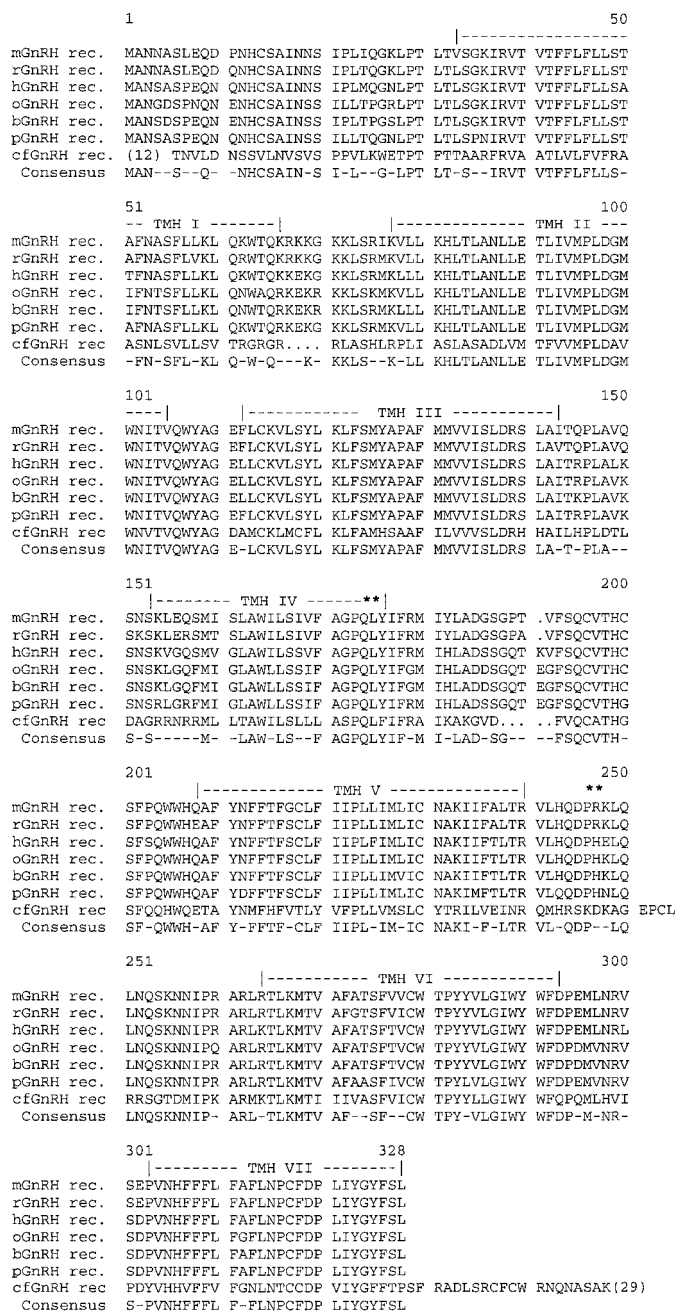 1 50
|--------------------
mGnRH rec. MANNASLEQD PNHCSAINNS IPLIQGKLPT LTVSGKIRVT VTFFLFLLST
rGnRH rec. MANNASLEQD QNHCSAINNS IPLTQGKLPT LTLSGKIRVT VTFFLFLLST
hGnRH rec. MANSASPEQN QNHCSAINNS IPLMQGNLPT LTLSGKIRVT VTFFLFLLSA
oGnRH rec. MANGDSPNQN ENHCSAINSS ILLTPGRLPT LTLSGKIRVT VTFFLFLLST
bGnRH rec. MANSDSPEQN ENHCSAINSS IPLTPGSLPT LTLSGKIRVT VTFFLFLLST
pGnRH rec. MANSASPEQN QNHCSAINSS ILLTQGNLPT LTLSPNIRVT VTFFLFLLST
cfGnRH rec. (12) TNVLD NSSVLNVSVS PPVLKWETPT FTTAARFRVA ATLVLFVFRA
Consensus MAN--S--Q- -NHCSAIN-S I-L--G-LPT LT-S--IRVT VTFFLFLLS-
51 100
-- TMH I -------| |------------- TMH II ---
mGnRH rec. AFNASFLLKL QKWTQKRKKG KKLSRIKVLL KHLTLANLLE TLIVMPLDGM
rGnRH rec. AFNASFLVKL QRWTQKRKKG KKLSRMKVLL KHLTLANLLE TLIVMPLDGM
hGnRH rec. TFNASFLLKL QKWTQKKEKG KKLSRMKLLL KHLTLANLLE TLIVMPLDGM
oGnRH rec. IFNTSFLLKL QNWAQRKEKR KKLSKMKVLL KHLTLANLLE TLIVMPLDGM
bGnRH rec. IFNTSFLLKL QNWTQRKEKR KKLSRMKVLL KHLTLANLLE TLIVMPLDGM
pGnRH rec. AFNASFLLKL QKWTQRKEKG KKLSRMKVLL KHLTLANLLE TLIVMPLDGM
cfGnRH rec ASNLSVLLSV TRGRGR.... RLASHLRPLI ASLASADLVM TFVVMPLDAV
Consensus -FN-SFL-KL Q-W-Q---K- KKLS--K-LL KHLTLANLLE TLIVMPLDGM
101 150
----| |------------- TMH III ------------|
mGnRH rec. WNITVQWYAG EFLCKVLSYL KLFSMYAPAF MMVVISLDRS LAITQPLAVQ
rGnRH rec. WNITVQWYAG EFLCKVLSYL KLFSMYAPAF MMVVISLDRS LAVTQPLAVQ
hGnRH rec. WNITVQWYAG ELLCKVLSYL KLFSMYAPAF MMVVISLDRS LAITRPLALK
oGnRH rec. WNITVQWYAG ELLCKVLSYL KLFSMYAPAF MMVVISLDRS LAITRPLAVK
bGnRH rec. WNITVQWYAG ELLCKVLSYL KLFSMYAPAF MMVVISLDRS LAITKPLAVK
pGnRH rec. WNITVQWYAG EFLCKVLSYL KLFSMYAPAF MMVVISLDRS LAITRPLAVK
cfGnRH rec WNVTVQWYAG DAMCKLMCFL KLFAMHSAAF ILVVVSLDRH HAILHPLDTL
Consensus WNITVQWYAG E-LCKVLSYL KLFSMYAPAF MMVVISLDRS LA-T-PLA--
151 200
|-------- TMH IV ------**|
mGnRH rec. SNSKLEQSMI SLAWILSIVF AGPQLYIFRM IYLADGSGPT .VFSQCVTHC
rGnRH rec. SKSKLERSMT SLAWILSIVF AGPQLYIFRM IYLADGSGPA .VFSQCVTHC
hGnRH rec. SNSKVGQSMV GLAWILSSVF AGPQLYIFRM IHLADSSGQT KVFSQCVTHC
oGnRH rec. SNSKLGQFMI GLAWLLSSIF AGPQLYIFGM IHLADDSGQT EGFSQCVTHC
bGnRH rec. SNSKLGQFMI GLAWLLSSIF AGPQLYIFGM IHLADDSGQT EGFSQCVTHC
pGnRH rec. SNSRLGRFMI GLAWLLSSIF AGPQLYIFRM IHLADSSGQT EGFSQCVTHC
cfGnRH rec DAGRRNRRML LTAWILSLLL ASPQLFIFRA IKAKGVD... .FVQCATHG
Consensus S-S-----M- -LAW-LS--F AGPQLYIF-M I-LAD-SG-- -FSQCVTH-
201 250
|------------- TMH V -------------| **
mGnRH rec. SFPQWWHQAF YNFFTFGCLF IIPLLIMLIC NAKIIFALTR VLHQDPRKLQ
rGnRH rec. SFPQWWHEAF YNFFTFSCLF IIPLLIMLIC NAKIIFALTR VLHQDPRKLQ
hGnRH rec. SFSQWWHQAF YNFFTFSCLF IIPLFIMLIC NAKIIFTLTR VLHQDPHELQ
oGnRH rec. SFPQWWHQAF YNFFTFSCLF IIPLLIMLIC NAKIIFTLTR VLHQDPHKLQ
bGnRH rec. SFPQWWHQAF YNFFTFSCLF IIPLLIMVIC NAKIIFTLTR VLHQDPHKLQ
pGnRH rec. SFPQWWHQAF YDFFTFSCLF IIPLLIMLIC NAKIMFTLTR VLQQDPHNLQ
cfGnRH rec SFQQHWQETA YNMFHFVTLY VFPLLVMSLC YTRILVEINR QMHRSKDKAG EPCL
Consensus SF-QWWH-AF Y-FFTF-CLF IIPL-IM-IC NAKI-F-LTR VL-QDP--LQ
251 300
|------------- TMH VI --------------|
mGnRH rec. LNQSKNNIPR ARLRTLKMTV AFATSFVVCW TPYYVLGIWY WFDPEMLNRV
rGnRH rec. LNQSKNNIPR ARLRTLKMTV AFGTSFVICW TPYYVLGIWY WFDPEMLNRV
hGnRH rec. LNQSKNNIPR ARLRTLKMTV AFATSFTVCW TPYYVLGIWY WFDPEMLNRL
oGnRH rec. LNQSKNNIPQ ARLRTLKMTV AFATSFTVCW TPYYVLGIWY WFDPDMVNRV
bGnRH rec. LNQSKNNIPR ARLRTLKMTV AFATSFTVCW TPYYVLGIWY WFDPEMVNRV
pGnRH rec. LNQSKNNIPR ARLRTLKMTV AFAASFIVCW TPYLVLGIWY WFDPEMVNRV
cfGnRH rec RRSGTDMIPK ARMKTLKMTI IIVASFVICW TPYYLLGIWY WFQPQMLHVI
Consensus LNQSKNNIP- ARL-TLKMTV AF--SF--CW TPY-VLGIWY WFDP-M-NR-
301 328
|--------- TMH VII --------|
mGnRH rec. SEPVNHFFFL FAFLNPCFDP LIYGYFSL
rGnRH rec. SEPVNHFFFL FAFLNPCFDP LIYGYFSL
hGnRH rec. SDPVNHFFFL FAFLNPCFDP LIYGYFSL
oGnRH rec. SDPVNHFFFL FGFLNPCFDP LIYGYFSL
bGnRH rec. SDPVNHFFFL FAFLNPCFDP LIYGYFSL
pGnRH rec. SDPVNHFFFL FAFLNPCFDP LIYGYFSL
cfGnRH rec PDYVHHVFFV FGNLNTCCDP VIYGFFTPSF RADLSRCFCW RNQNASAK(29)
Consensus S-PVNHFFFL F-FLNPCFDP LIYGYFSL